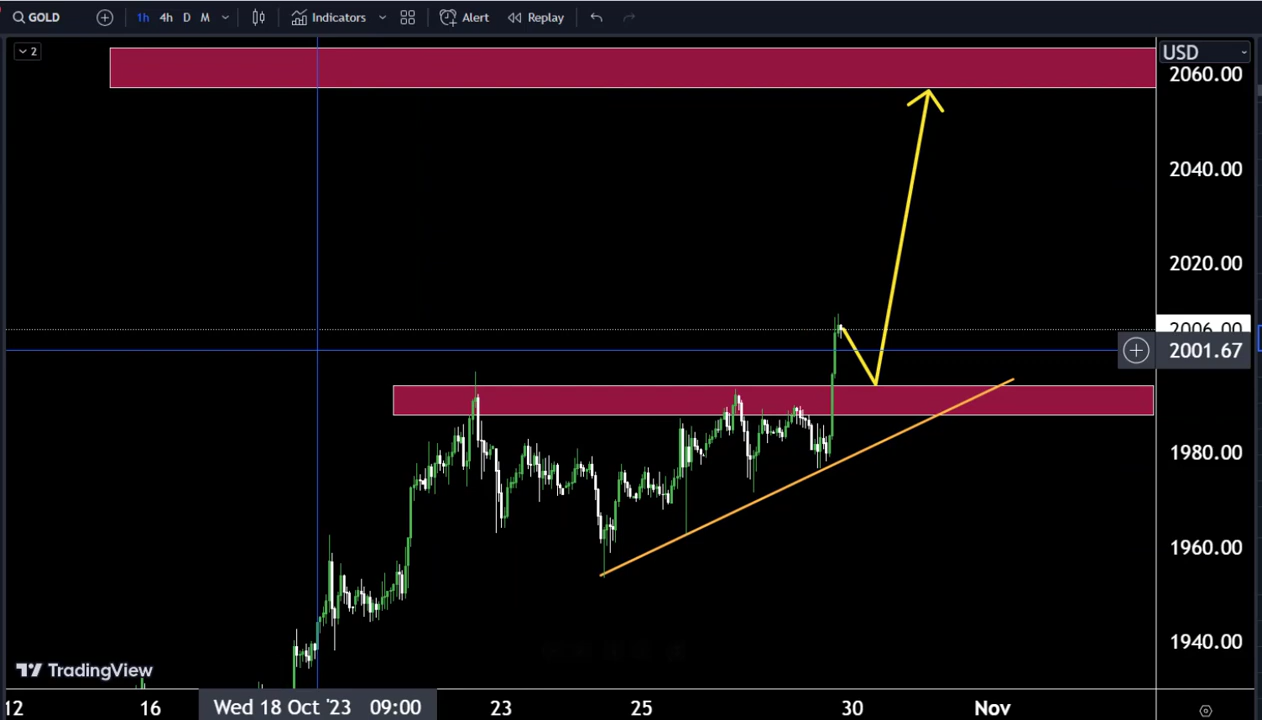 GOLD 1h 4h D M Indicators Alert Replay
2
USD
2060.00
2040.00
2020.00
2006.00
2001.67
1980.00
1960.00
1940.00
TradingView
12 16 Wed 18 Oct '23 09:00 23 25 30 Nov